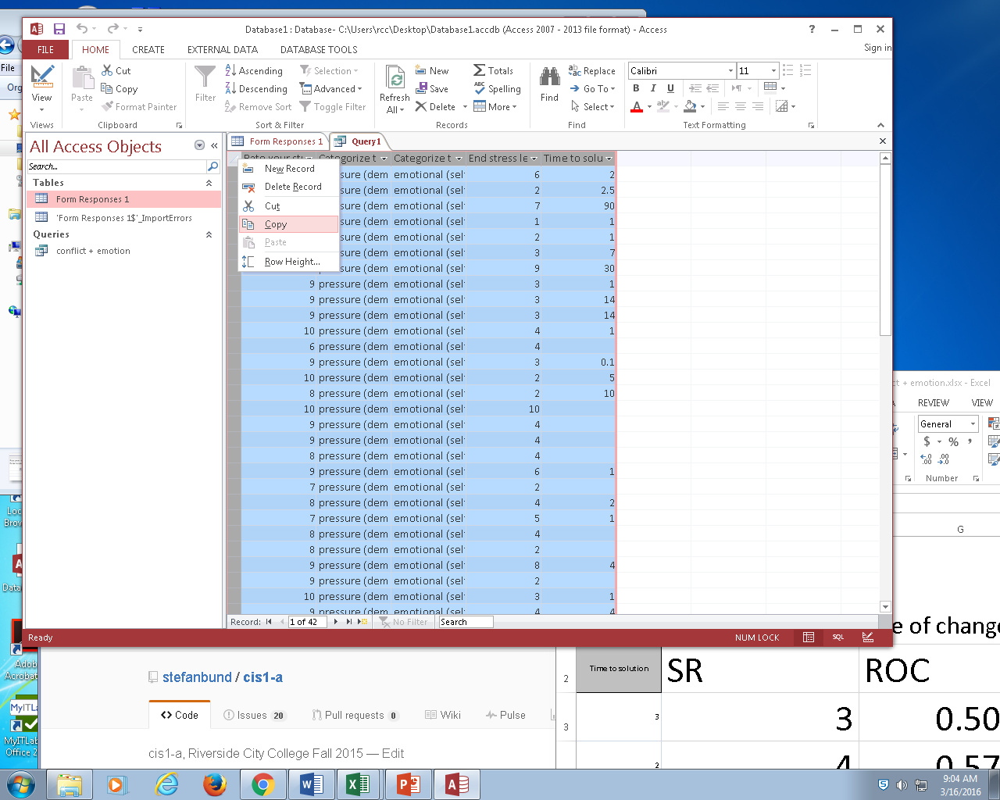 Database1 : Database- C:\Users\rcc\Desktop\Database1.accdb (Access 2007 - 2013 file format) - Access
?
FILE HOME CREATE EXTERNAL DATA DATABASE TOOLS Sign in
File
Org
View
Views
Paste
Cut
Copy
Format Painter
Clipboard
Filter
Ascending
Descending
Remove Sort
Selection
Advanced
Toggle Filter
Sort & Filter
Refresh
All
New
Save
Delete
Totals
Spelling
More
Records
Find
Replace
Go To
Select
Find
Calibri 11
B I U
Text Formatting
All Access Objects
Search...
Tables
Form Responses 1
'Form Responses 1$'_ImportErrors
Queries
conflict + emotion
Form Responses 1 Query1
Categorize t Categorize t End stress le Time to solu
New Record
Delete Record
Cut
Copy
Paste
Row Height...
sure (dem emotional (sel 6 2
sure (dem emotional (sel 2 2.5
sure (dem emotional (sel 7 90
sure (dem emotional (sel 1 1
sure (dem emotional (sel 2 1
sure (dem emotional (sel 3 7
sure (dem emotional (sel 9 30
9 pressure (dem emotional (sel 3 1
9 pressure (dem emotional (sel 3 14
9 pressure (dem emotional (sel 3 14
10 pressure (dem emotional (sel 4 1
6 pressure (dem emotional (sel 4
9 pressure (dem emotional (sel 3 0.1
10 pressure (dem emotional (sel 2 5
8 pressure (dem emotional (sel 2 10
10 pressure (dem emotional (sel 10
9 pressure (dem emotional (sel 4
9 pressure (dem emotional (sel 4
8 pressure (dem emotional (sel 4
9 pressure (dem emotional (sel 6 1
7 pressure (dem emotional (sel 2
8 pressure (dem emotional (sel 4 2
7 pressure (dem emotional (sel 5 1
8 pressure (dem emotional (sel 4
8 pressure (dem emotional (sel 2
9 pressure (dem emotional (sel 8 4
9 pressure (dem emotional (sel 2
10 pressure (dem emotional (sel 3 1
9 pressure (dem emotional (sel 4 4
Record: 1 of 42 No Filter Search
Ready NUM LOCK SQL
ct + emotion.xlsx - Excel
REVIEW VIEW
General
$ % ,
Number
G
e of change
2 Time to solution SR ROC
3 3 3 0.50
2 4 0.57
Loc
Brow
Data
Adob
Acrobat
MyITLa
MyITLab
Office 2
stefanbund / cis1-a
Code Issues 20 Pull requests 0 Wiki Pulse
cis1-a, Riverside City College Fall 2015 — Edit
9:04 AM
3/16/2016